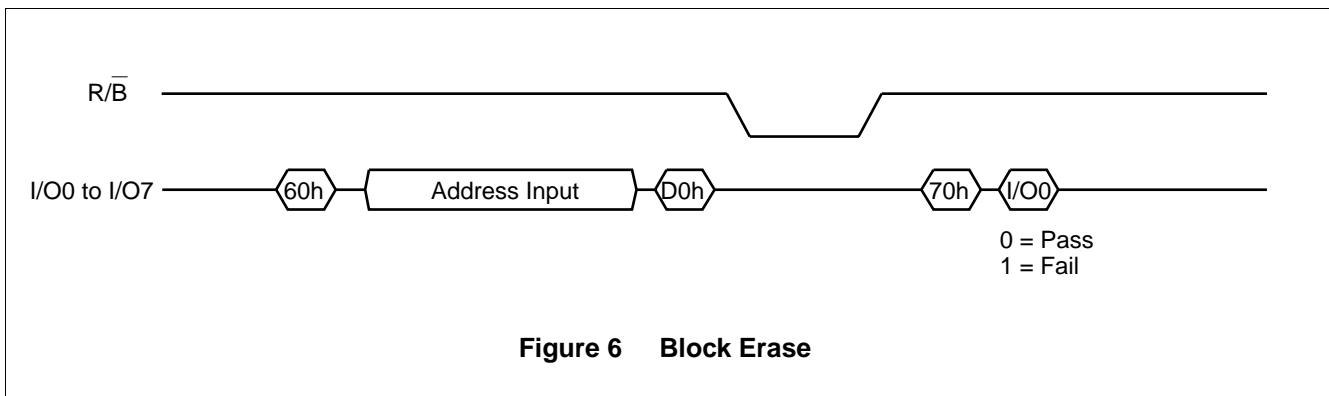 R/B̅
I/O0 to I/O7
60h
Address Input
D0h
70h
I/O0
0 = Pass
1 = Fail
Figure 6 Block Erase